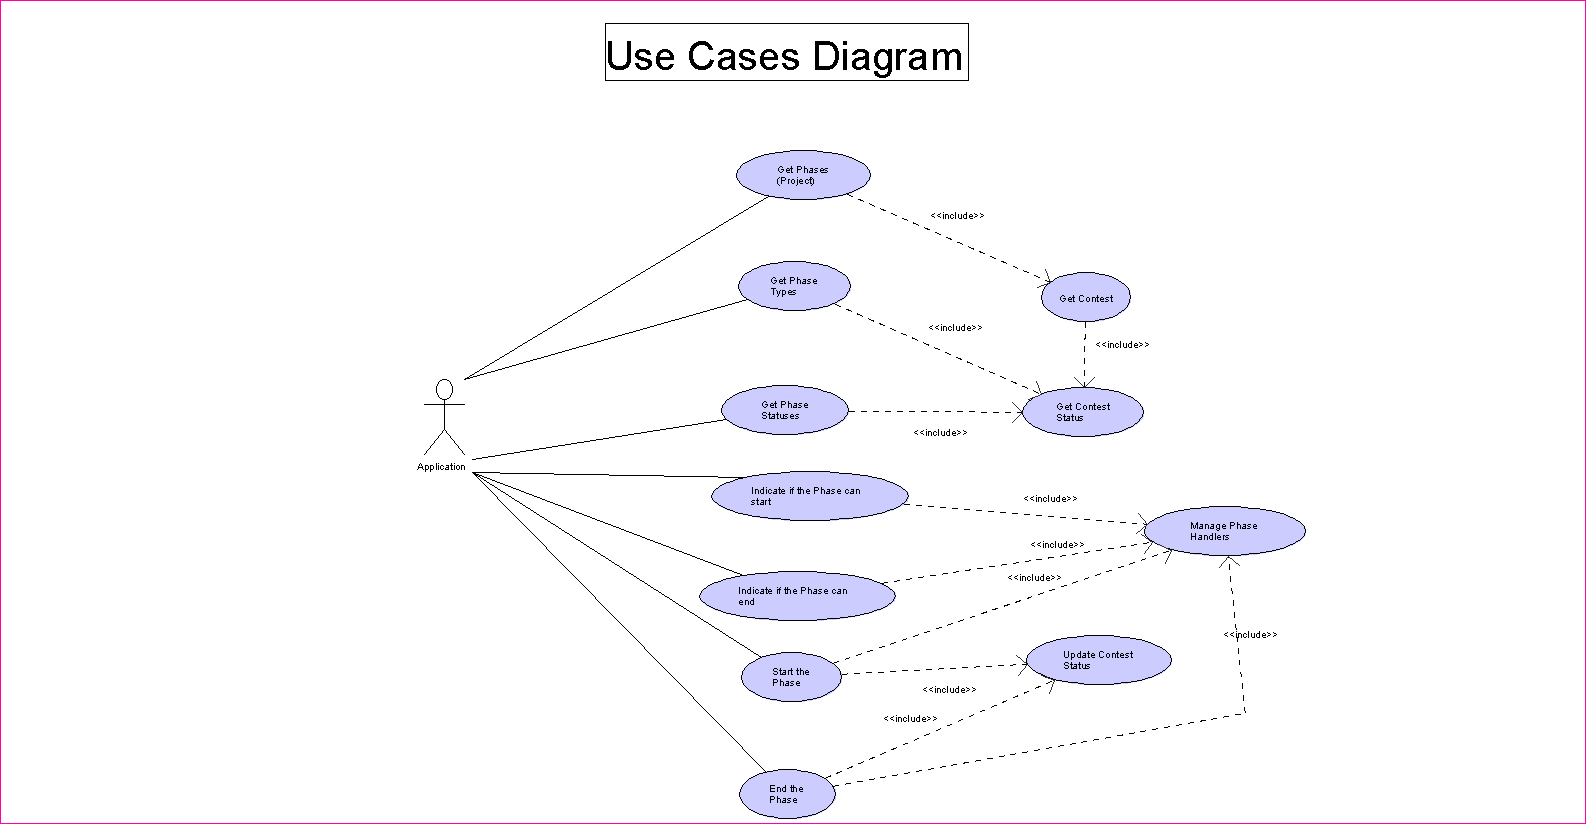 Use Cases Diagram
Get Phases
(Project)
<<include>>
Get Phase
Types
Get Contest
<<include>>
<<include>>
Get Phase
Statuses
Get Contest
Status
<<include>>
Application
Indicate if the Phase can
start
<<include>>
Manage Phase
Handlers
<<include>>
<<include>>
Indicate if the Phase can
end
<<include>>
Update Contest
Status
Start the
Phase
<<include>>
<<include>>
End the
Phase